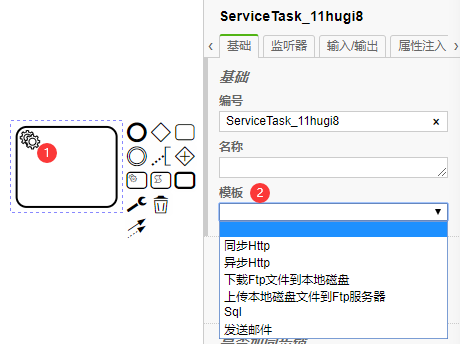 ServiceTask_11hugi8
基础
监听器
输入/输出
属性注入
基础
编号
ServiceTask_11hugi8
名称
1
模板
2
同步Http
异步Http
下载Ftp文件到本地磁盘
上传本地磁盘文件到Ftp服务器
Sql
发送邮件